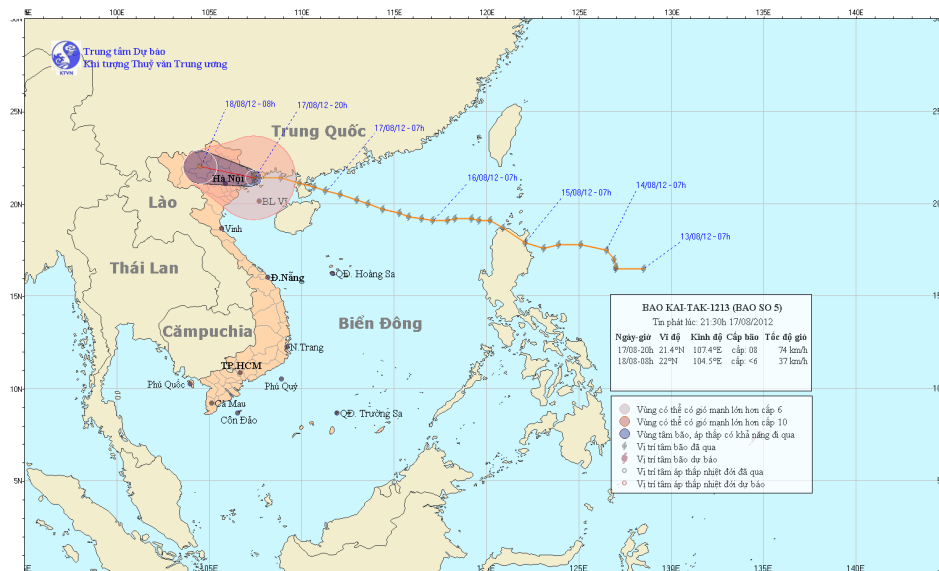 100E 105E 110E 115E 120E 125E 130E 135E 140E
Trung tâm Dự báo
Khí tượng Thuỷ văn Trung ương
KTVN
18/08/12 - 08h
17/08/12 - 20h
17/08/12 - 07h
16/08/12 - 07h
15/08/12 - 07h
14/08/12 - 07h
13/08/12 - 07h
25N
20N
15N
10N
5N
Trung Quốc
Hà Nội
BL Vĩ
Lào
Vinh
Thái Lan
Đ.Nẵng
QĐ. Hoàng Sa
Biển Đông
Cămpuchia
N.Trang
TP.HCM
Phú Quốc
Phú Quý
Cà Mau
Côn Đảo
QĐ. Trường Sa
BAO KAI-TAK-1213 (BAO SO 5)
Tin phát lúc: 21:30h 17/08/2012
Ngày-giờ Vĩ độ Kinh độ Cấp bão Tốc độ gió
17/08-20h 21.4°N 107.4°E cấp: 08 74 km/h
18/08-08h 22°N 104.5°E cấp: <6 37 km/h
Vùng có thể có gió mạnh lớn hơn cấp 6
Vùng có thể có gió mạnh lớn hơn cấp 10
Vùng tâm bão, áp thấp có khả năng đi qua
Vị trí tâm bão đã qua
Vị trí tâm bão dự báo
Vị trí tâm áp thấp nhiệt đới đã qua
Vị trí tâm áp thấp nhiệt đới dự báo
105E 110E 115E 120E 125E 130E 135E 140E